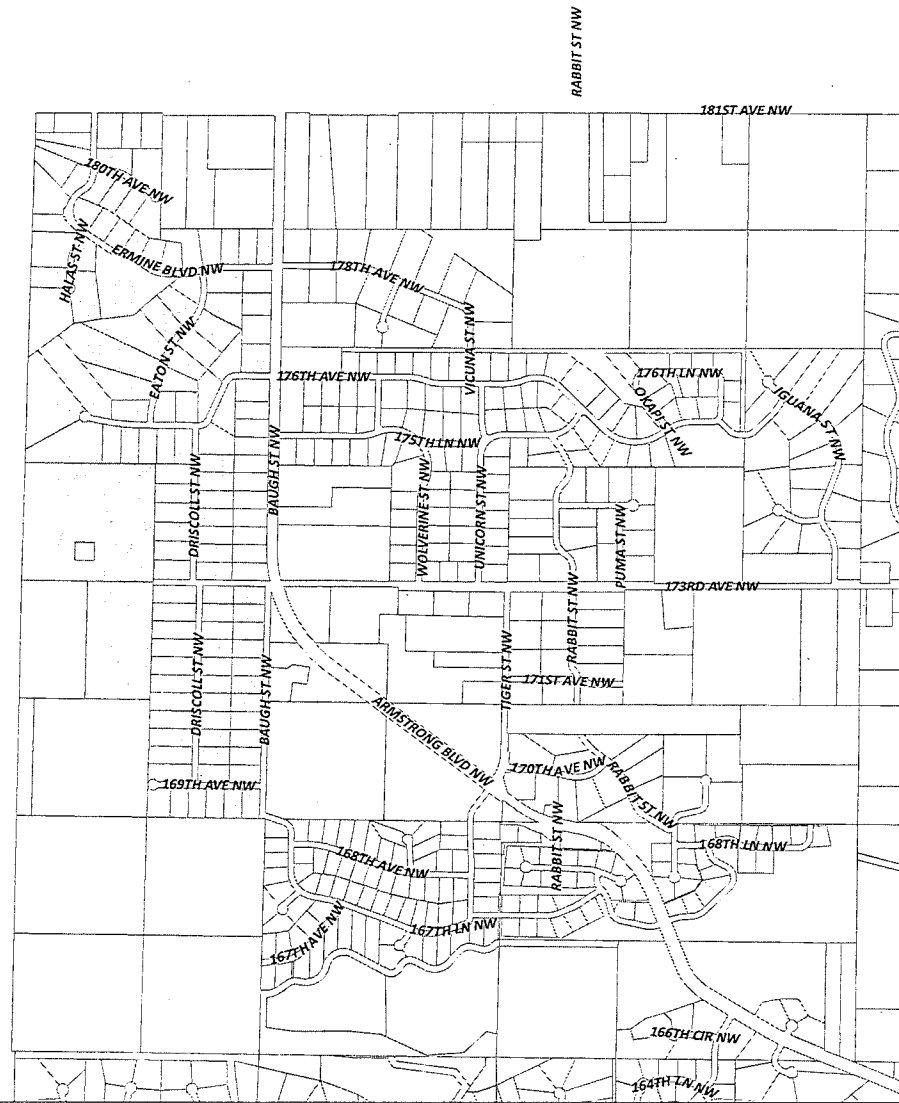 RABBIT ST NW
181ST AVE NW
180TH AVE NW
HALAS ST NW
ERMINE BLVD NW
178TH AVE NW
VICUNA ST NW
EATON ST NW
176TH AVE NW
176TH LN NW
OKAPI ST NW
IGUANA ST NW
175TH LN NW
BAUGH ST NW
DRISCOLL ST NW
WOLVERINE ST NW
UNICORN ST NW
PUMA ST NW
173RD AVE NW
RABBIT ST NW
DRISCOLL ST NW
BAUGH ST NW
TIGER ST NW
171ST AVE NW
ARMSTRONG BLVD NW
169TH AVE NW
170TH AVE NW
RABBIT ST NW
RABBIT ST NW
168TH AVE NW
168TH LN NW
167TH AVE NW
167TH LN NW
166TH CIR NW
164TH LN NW